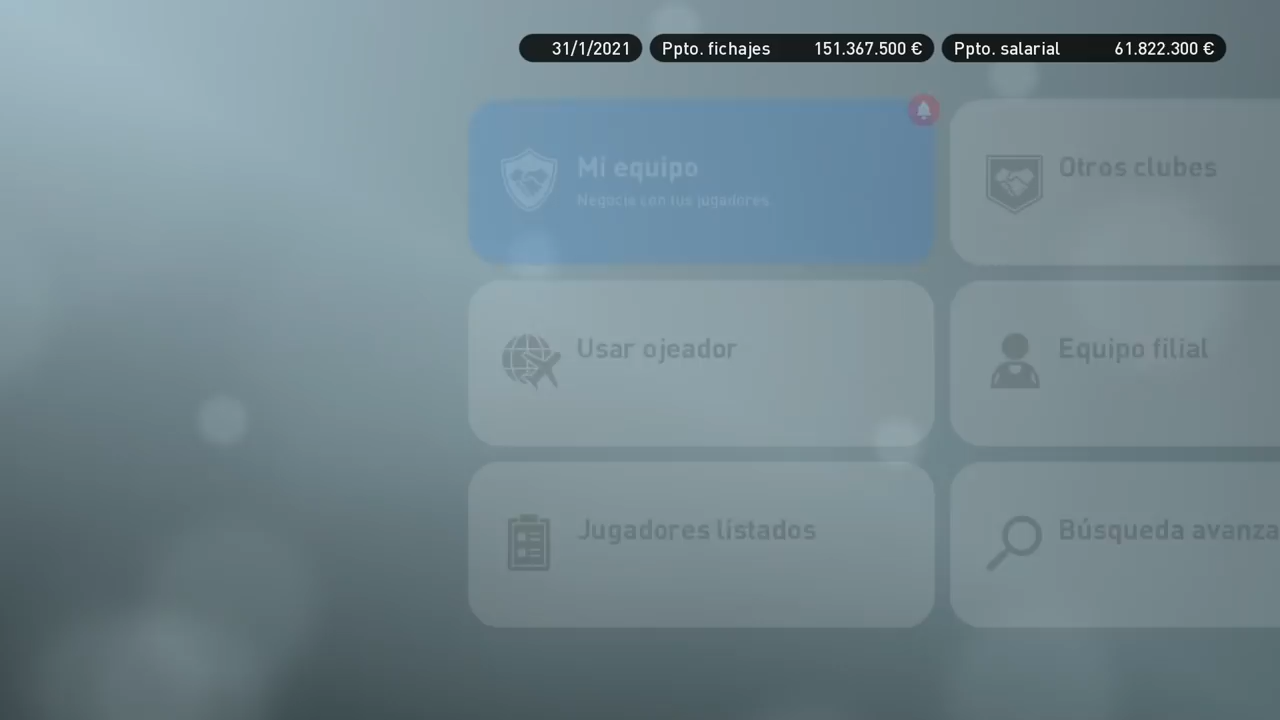 31/1/2021 Ppto. fichajes 151.367.500 € Ppto. salarial 61.822.300 €
Mi equipo
Negocia con tus jugadores
Otros clubes
Usar ojeador
Equipo filial
Jugadores listados
Búsqueda avanza